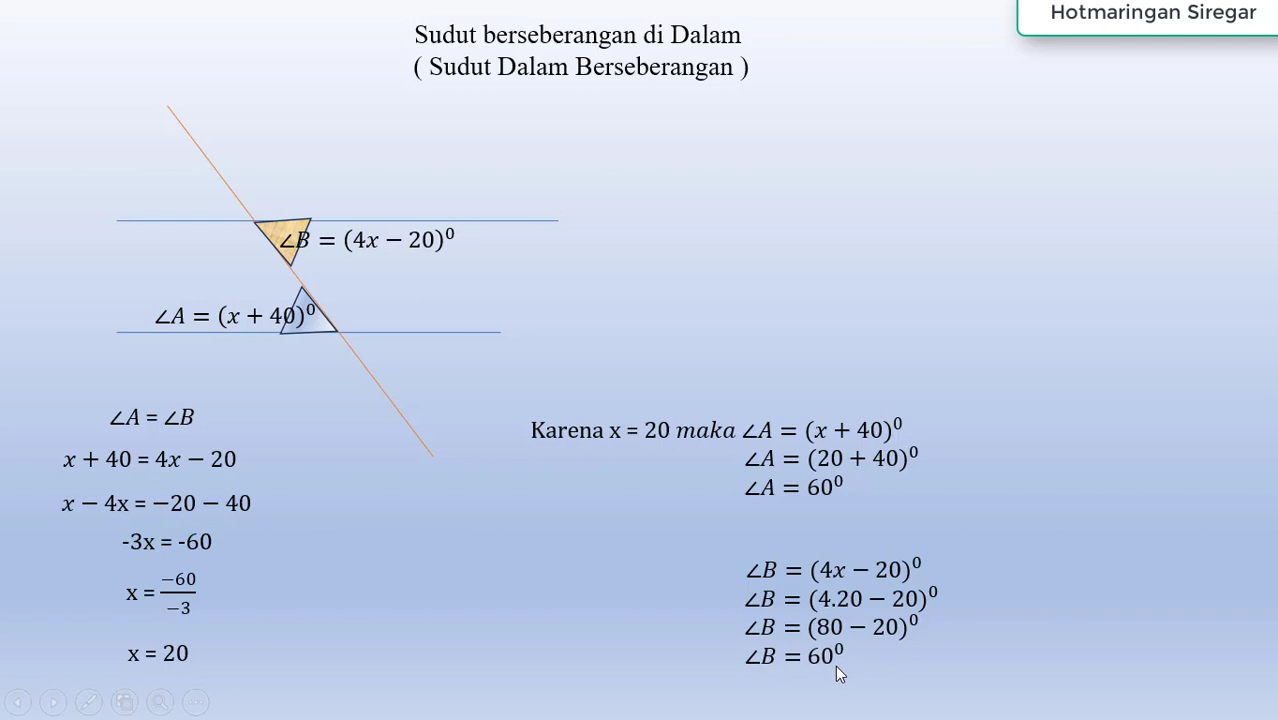 Hotmaringan Siregar
Sudut berseberangan di Dalam
( Sudut Dalam Berseberangan )
∠B = (4x − 20)⁰
∠A = (x + 40)⁰
∠A = ∠B
x + 40 = 4x − 20
x − 4x = −20 − 40
-3x = -60
x = −60/−3
x = 20
Karena x = 20 maka ∠A = (x + 40)⁰
∠A = (20 + 40)⁰
∠A = 60⁰
∠B = (4x − 20)⁰
∠B = (4.20 − 20)⁰
∠B = (80 − 20)⁰
∠B = 60⁰